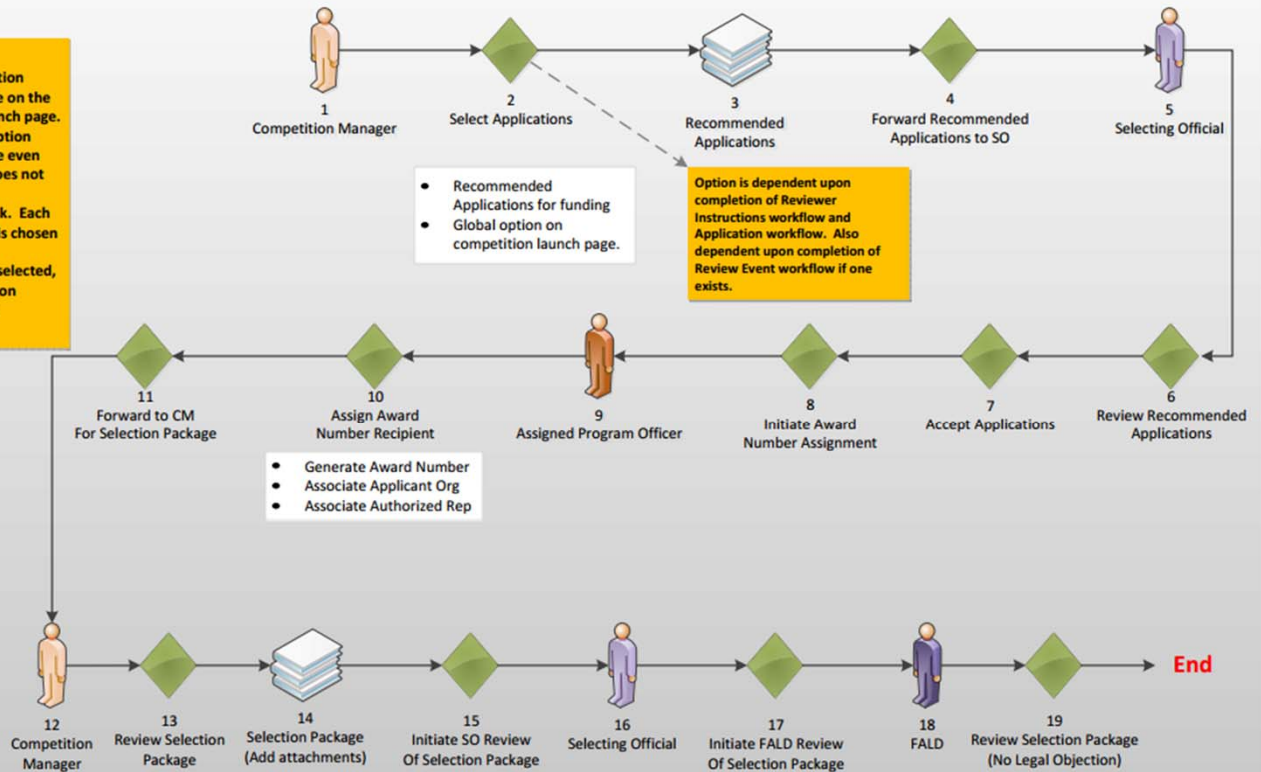 tion
e on the
nch page.
ption
e even
oes not
k. Each
is chosen
selected,
on
1
Competition Manager
2
Select Applications
3
Recommended
Applications
4
Forward Recommended
Applications to SO
5
Selecting Official
• Recommended
Applications for funding
• Global option on
competition launch page.
Option is dependent upon
completion of Reviewer
Instructions workflow and
Application workflow. Also
dependent upon completion of
Review Event workflow if one
exists.
11
Forward to CM
For Selection Package
10
Assign Award
Number Recipient
9
Assigned Program Officer
8
Initiate Award
Number Assignment
7
Accept Applications
6
Review Recommended
Applications
• Generate Award Number
• Associate Applicant Org
• Associate Authorized Rep
12
Competition
Manager
13
Review Selection
Package
14
Selection Package
(Add attachments)
15
Initiate SO Review
Of Selection Package
16
Selecting Official
17
Initiate FALD Review
Of Selection Package
18
FALD
19
Review Selection Package
(No Legal Objection)
End